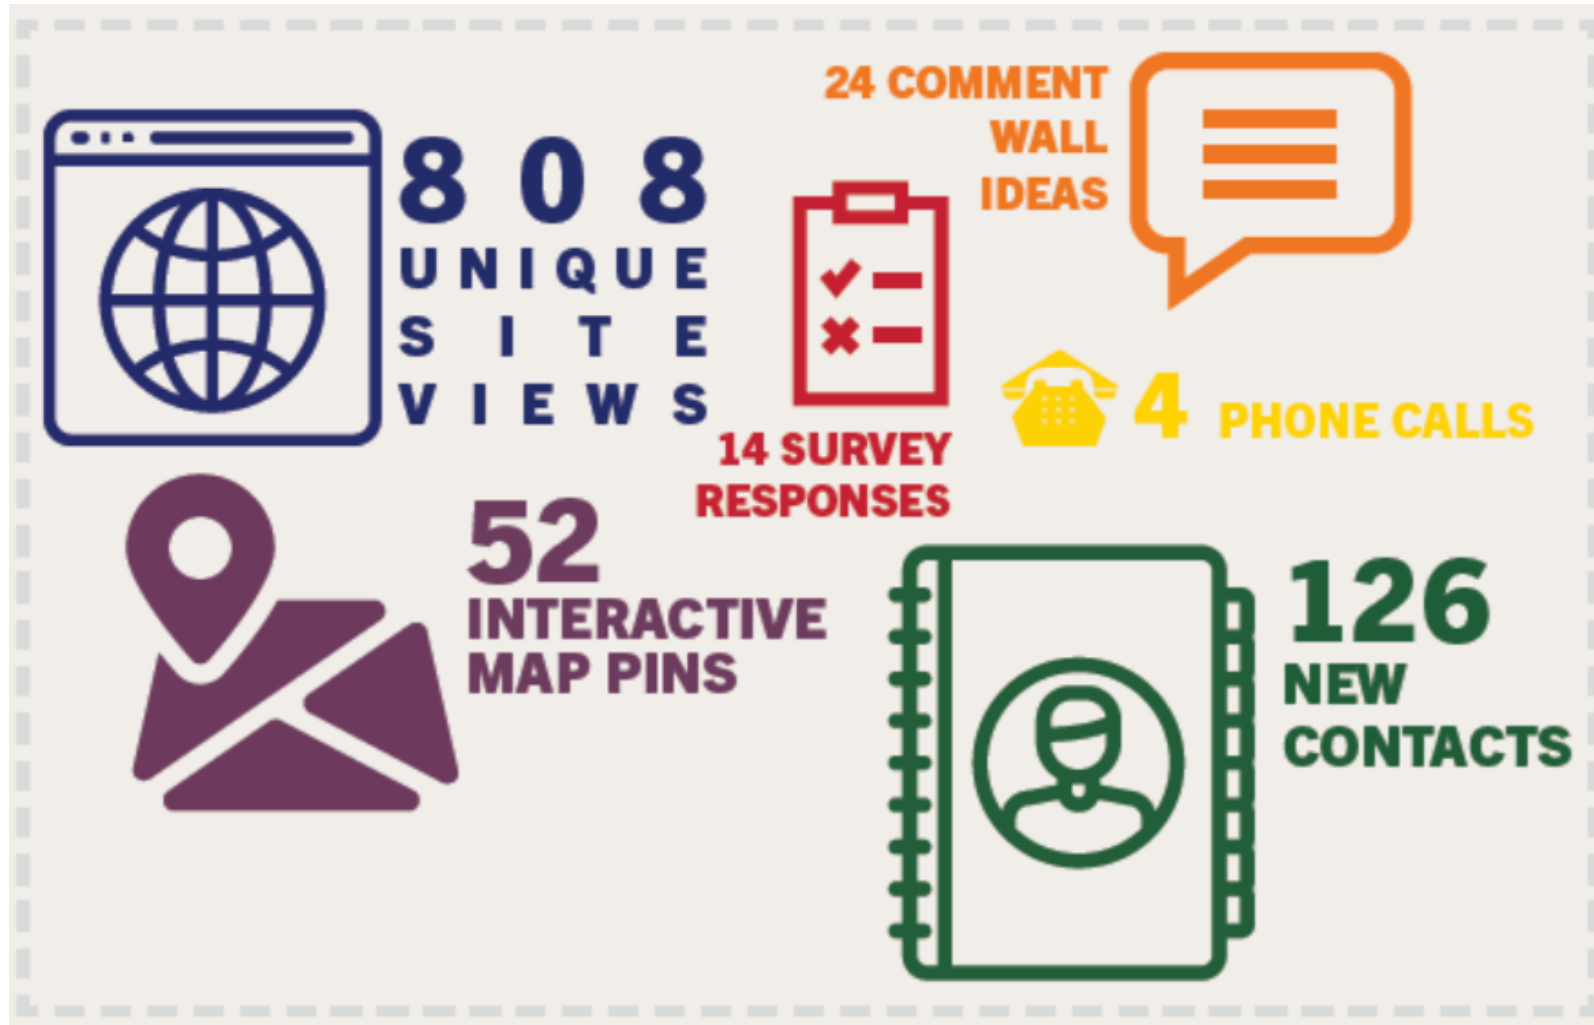 808
UNIQUE
SITE
VIEWS
24 COMMENT
WALL
IDEAS
14 SURVEY
RESPONSES
4 PHONE CALLS
52
INTERACTIVE
MAP PINS
126
NEW
CONTACTS